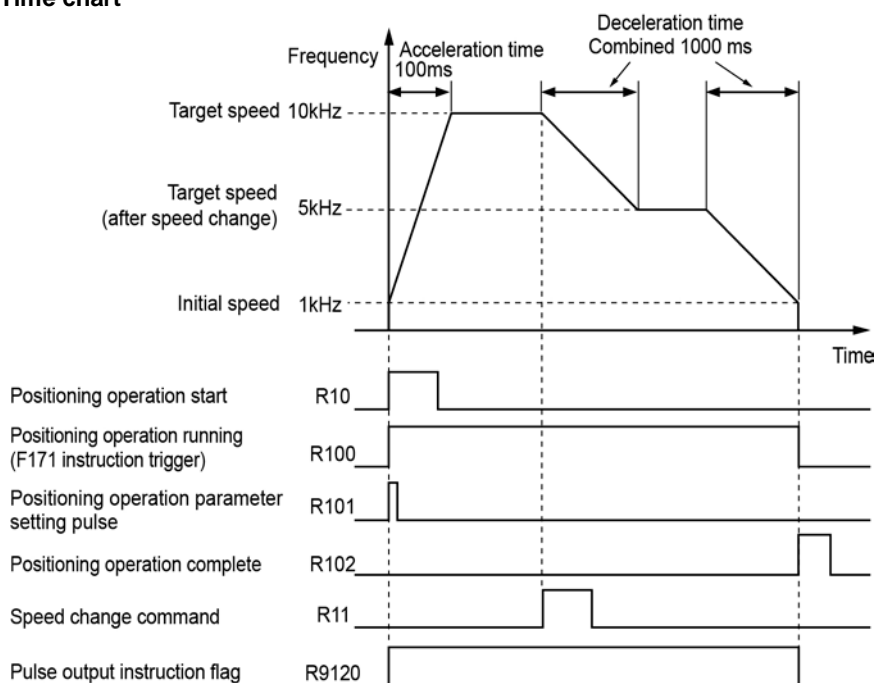 Time chart
Deceleration time
Combined 1000 ms
Frequency
Acceleration time
100ms
Target speed 10kHz
Target speed
(after speed change)
5kHz
Initial speed
1kHz
Time
Positioning operation start
R10
Positioning operation running
(F171 instruction trigger)
R100
Positioning operation parameter
setting pulse
R101
Positioning operation complete
R102
Speed change command
R11
Pulse output instruction flag
R9120